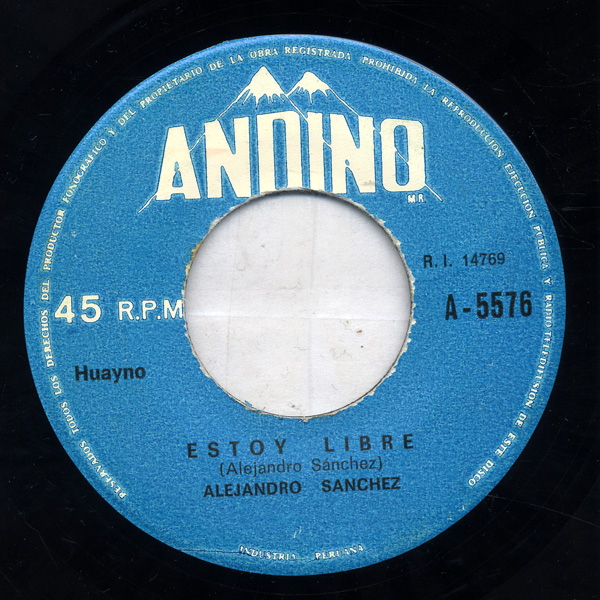 RESERVADOS TODOS LOS DERECHOS DEL PRODUCTOR FONOGRAFICO Y DEL PROPIETARIO DE LA OBRA REGISTRADA PROHIBIDA LA REPRODUCCION EJECUCION PUBLICA Y RADIO-TELEDIFUSION DE ESTE DISCO
ANDINO
M.R.
R. I. 14769
45 R.P.M
A-5576
Huayno
ESTOY LIBRE
(Alejandro Sánchez)
ALEJANDRO SANCHEZ
INDUSTRIA PERUANA